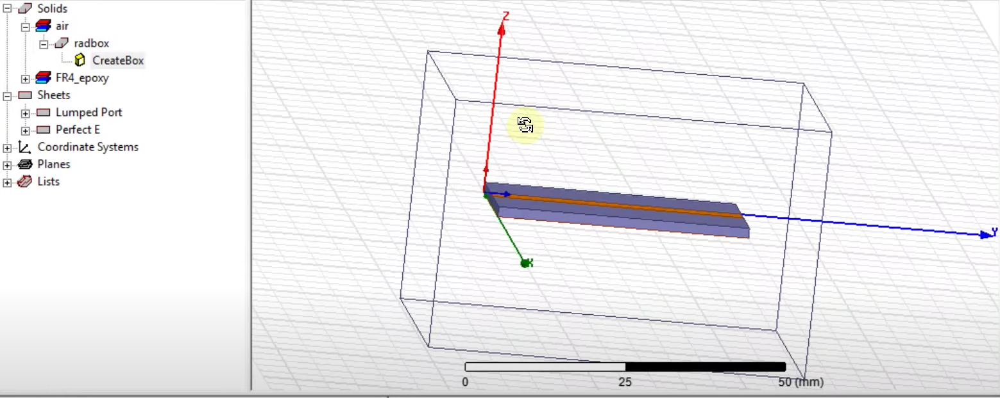 Solids
air
radbox
CreateBox
FR4_epoxy
Sheets
Lumped Port
Perfect E
Coordinate Systems
Planes
Lists
Z
Y
X
0 25 50 (mm)